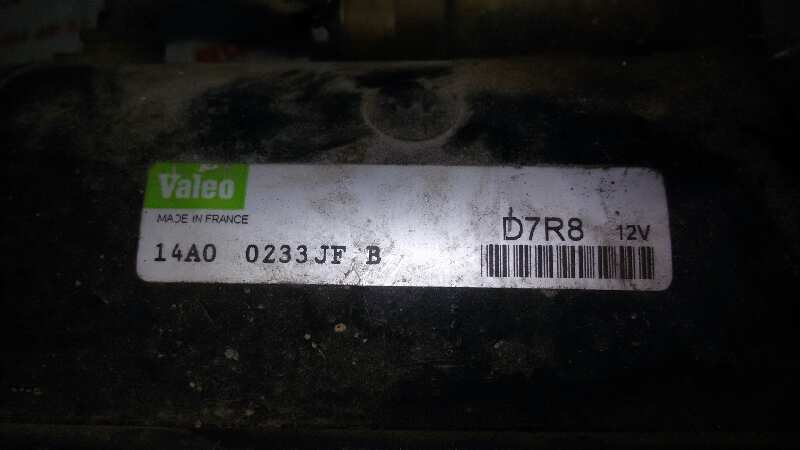 Valeo
MADE IN FRANCE
14A0 0233JF B
D7R8 12V